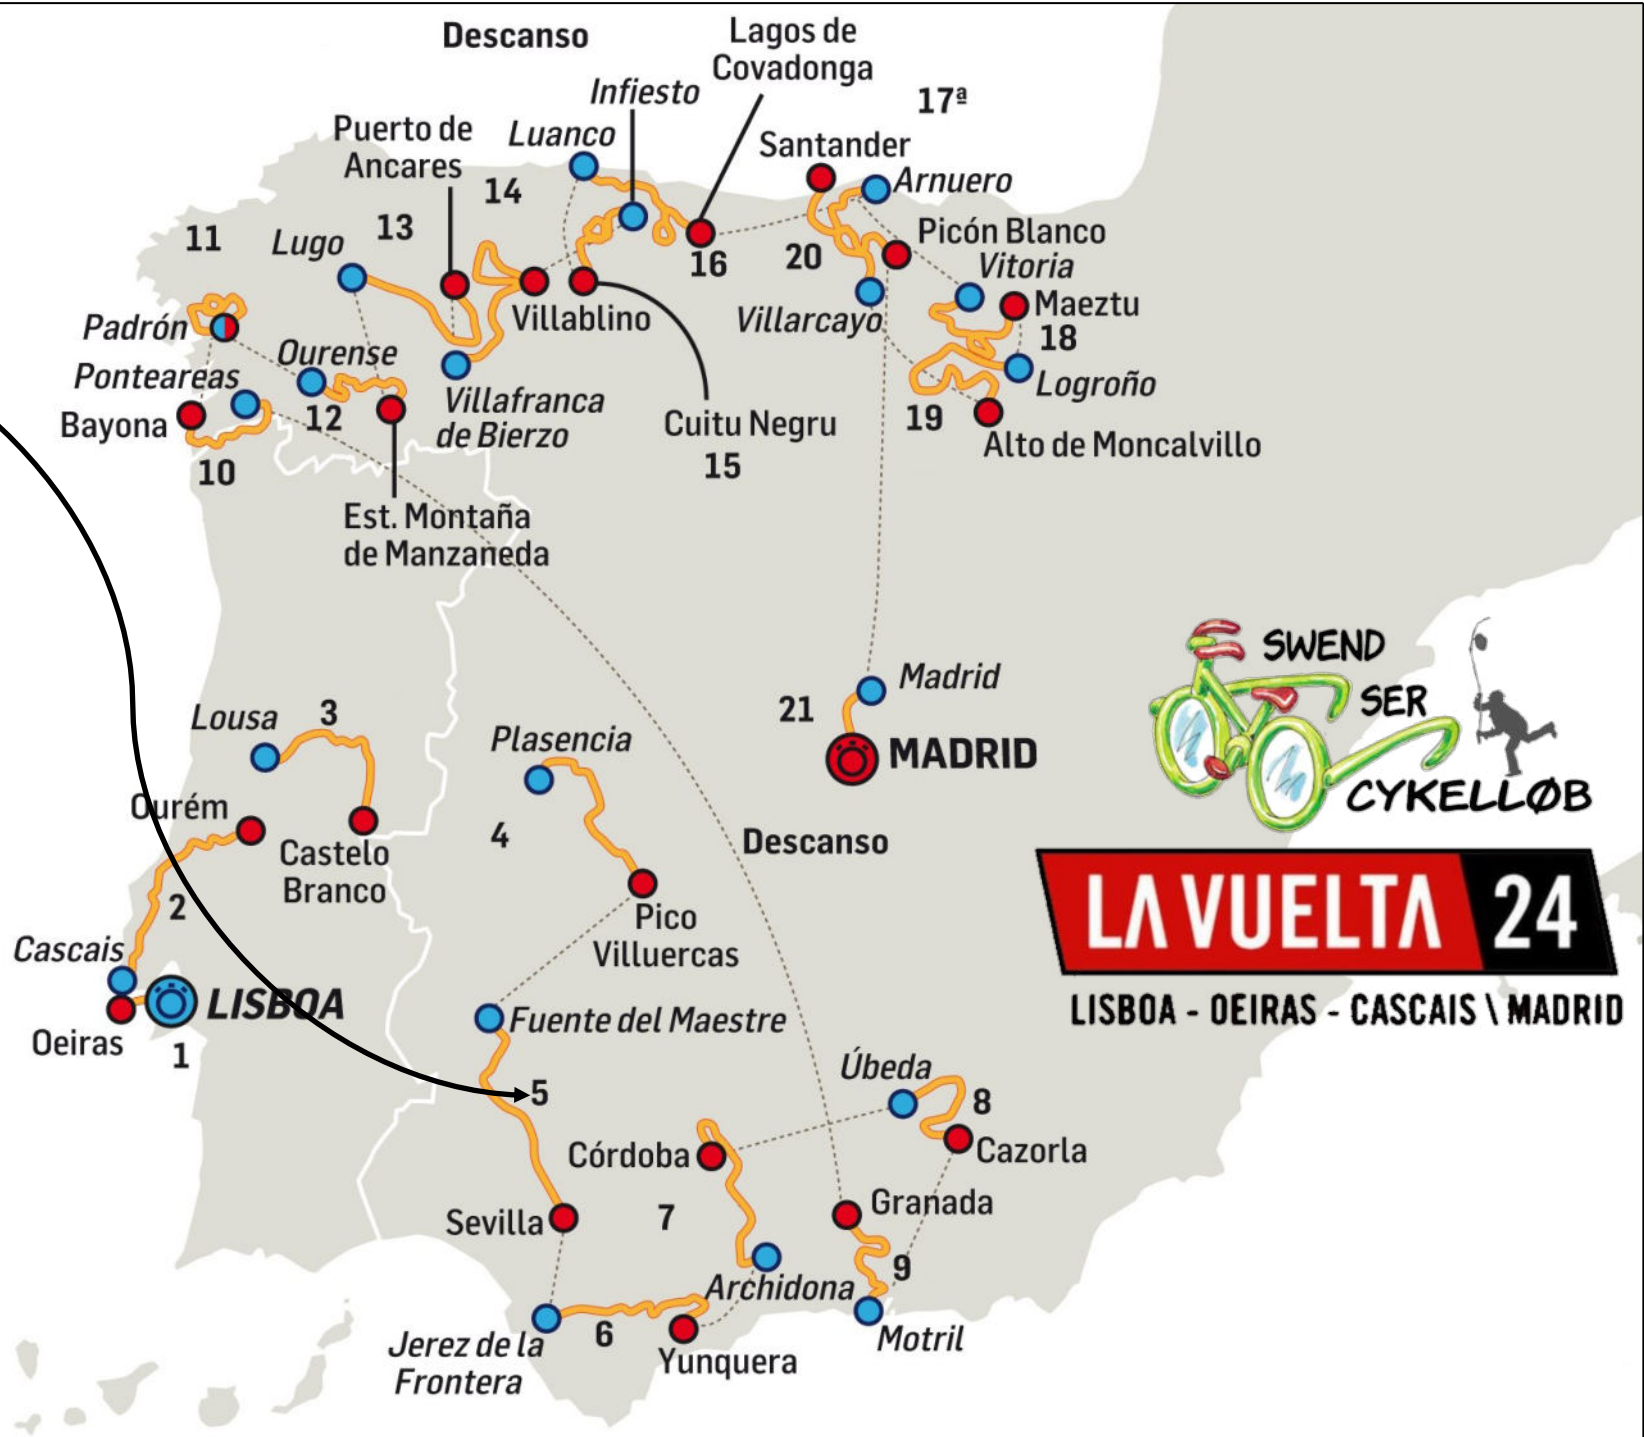 Descanso
Lagos de
Covadonga
Infiesto
17ª
Puerto de
Ancares
Luanco
Santander
14
Arnuero
13
11
Lugo
Picón Blanco
20
16
Vitoria
Villablino
Villarcayo
Maeztu
Padrón
18
Ourense
Ponteareas
Logroño
Bayona
12
Villafranca
de Bierzo
Cuitu Negru
15
19
Alto de Moncalvillo
10
Est. Montaña
de Manzaneda
SWEND
SER
CYKELLØB
Madrid
21
MADRID
Lousa
3
Plasencia
Ourém
4
Descanso
Castelo
Branco
2
Pico
Villuercas
LA VUELTA 24
LISBOA - OEIRAS - CASCAIS \ MADRID
Cascais
LISBOA
Oeiras
1
Fuente del Maestre
5
Úbeda
8
Córdoba
Cazorla
Sevilla
7
Granada
9
Archidona
Jerez de la
Frontera
6
Yunquera
Motril